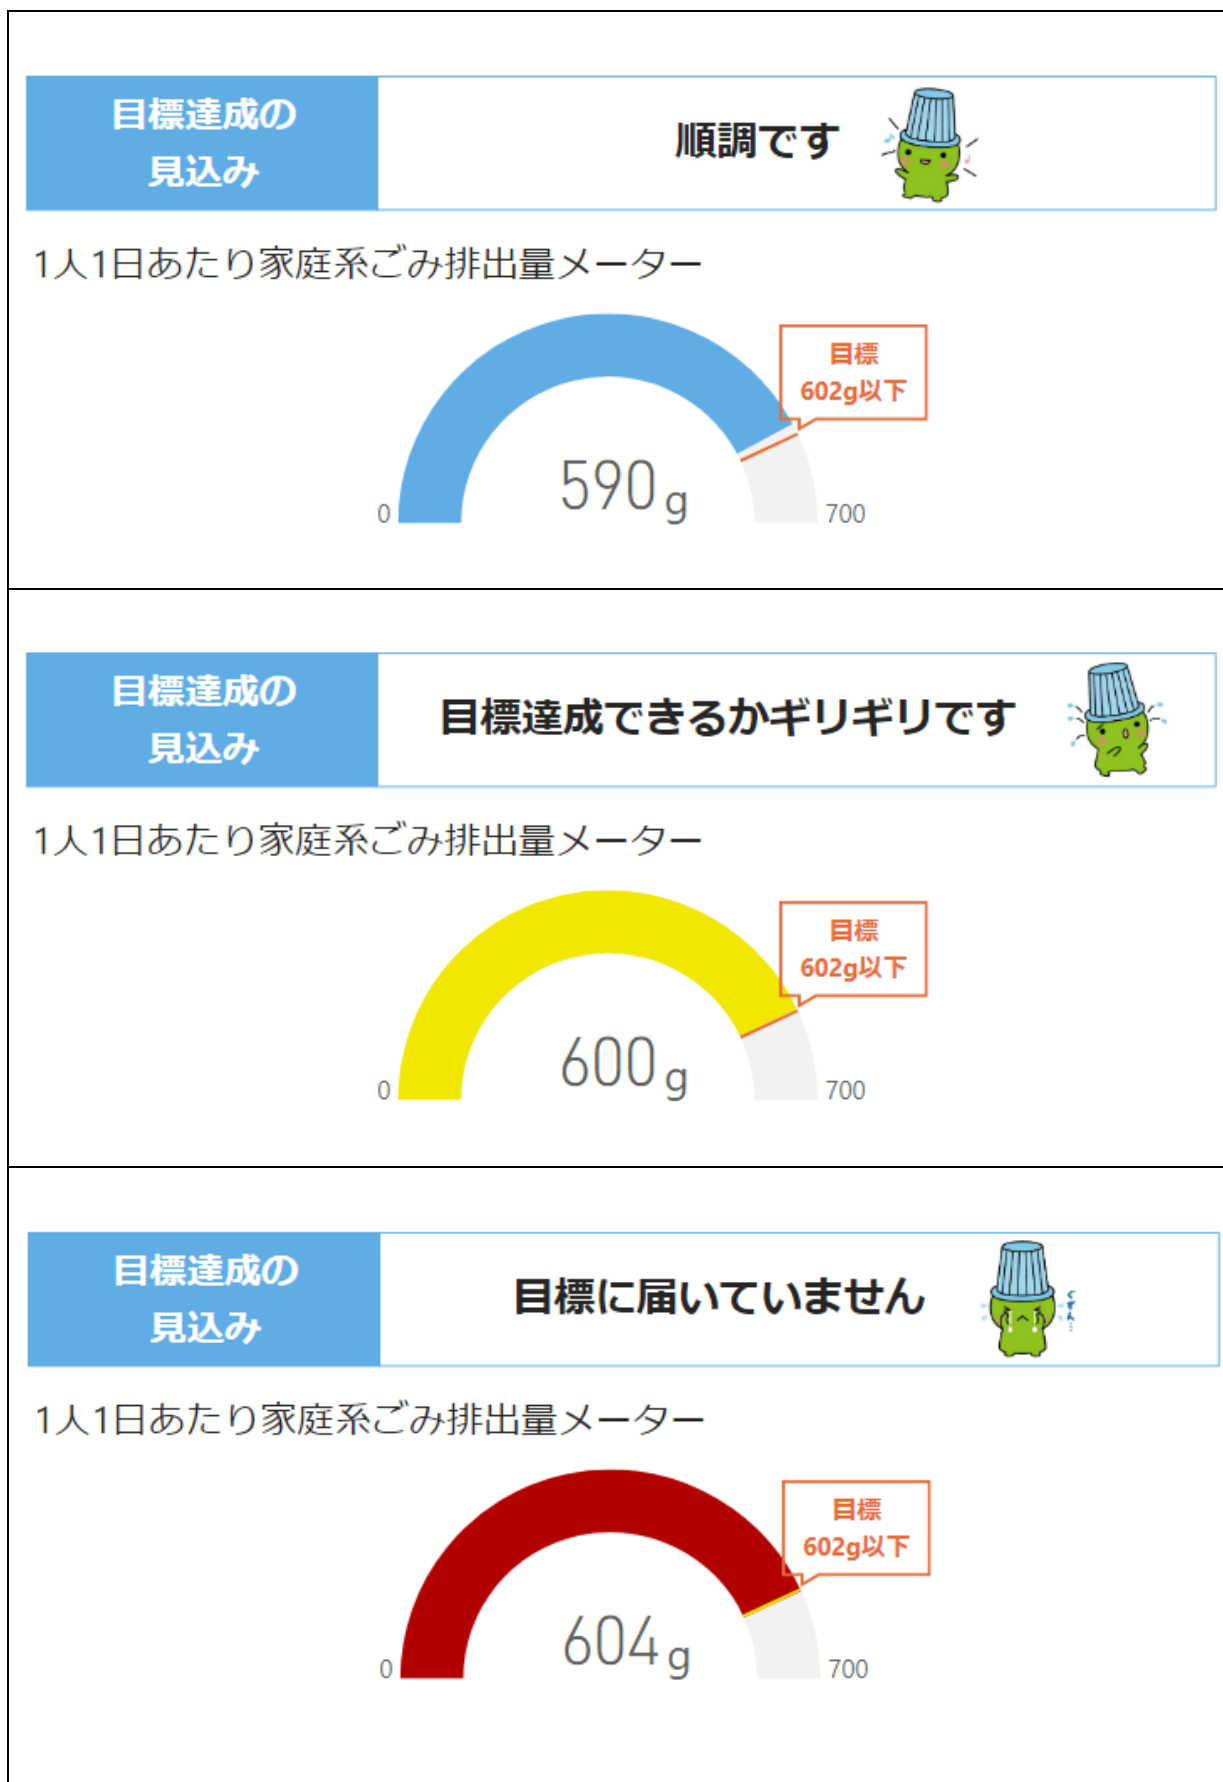 目標達成の
見込み
順調です
1人1日あたり家庭系ごみ排出量メーター
目標
602g以下
590g
0
700
目標達成の
見込み
目標達成できるかギリギリです
1人1日あたり家庭系ごみ排出量メーター
目標
602g以下
600g
0
700
目標達成の
見込み
目標に届いていません
ぐすん…
1人1日あたり家庭系ごみ排出量メーター
目標
602g以下
604g
0
700